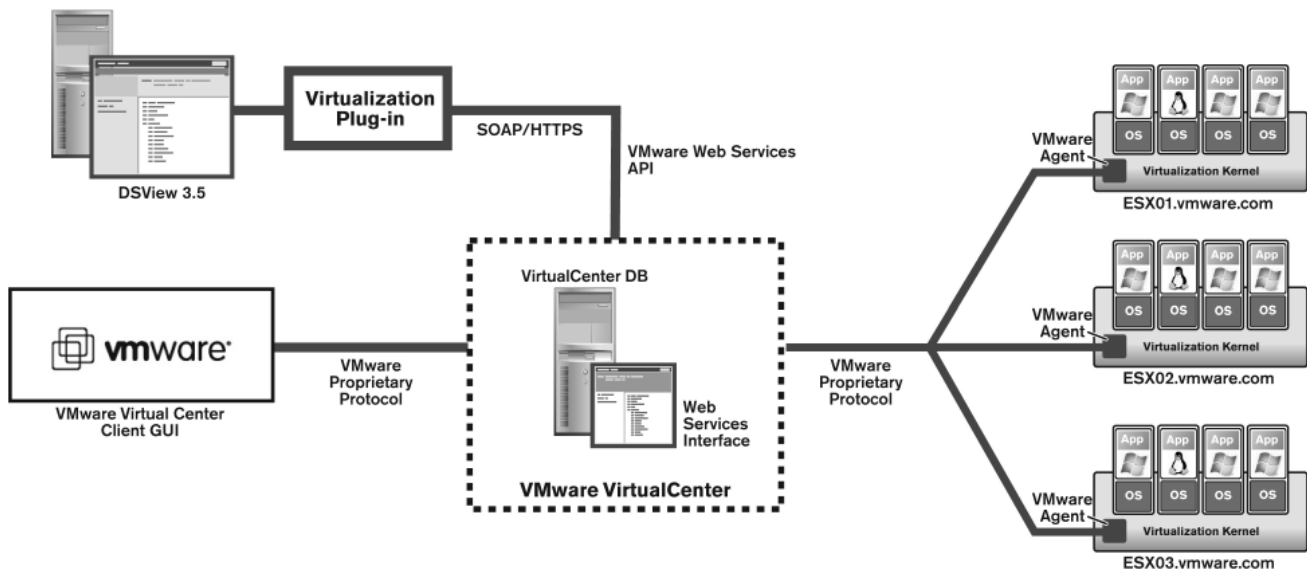 DSView 3.5
Virtualization
Plug-in
SOAP/HTTPS
VMware Web Services
API
vmware
VMware Virtual Center
Client GUI
VMware
Proprietary
Protocol
VirtualCenter DB
Web
Services
Interface
VMware VirtualCenter
VMware
Proprietary
Protocol
App App App App
OS OS OS OS
VMware
Agent
Virtualization Kernel
ESX01.vmware.com
App App App App
OS OS OS OS
VMware
Agent
Virtualization Kernel
ESX02.vmware.com
App App App App
OS OS OS OS
VMware
Agent
Virtualization Kernel
ESX03.vmware.com